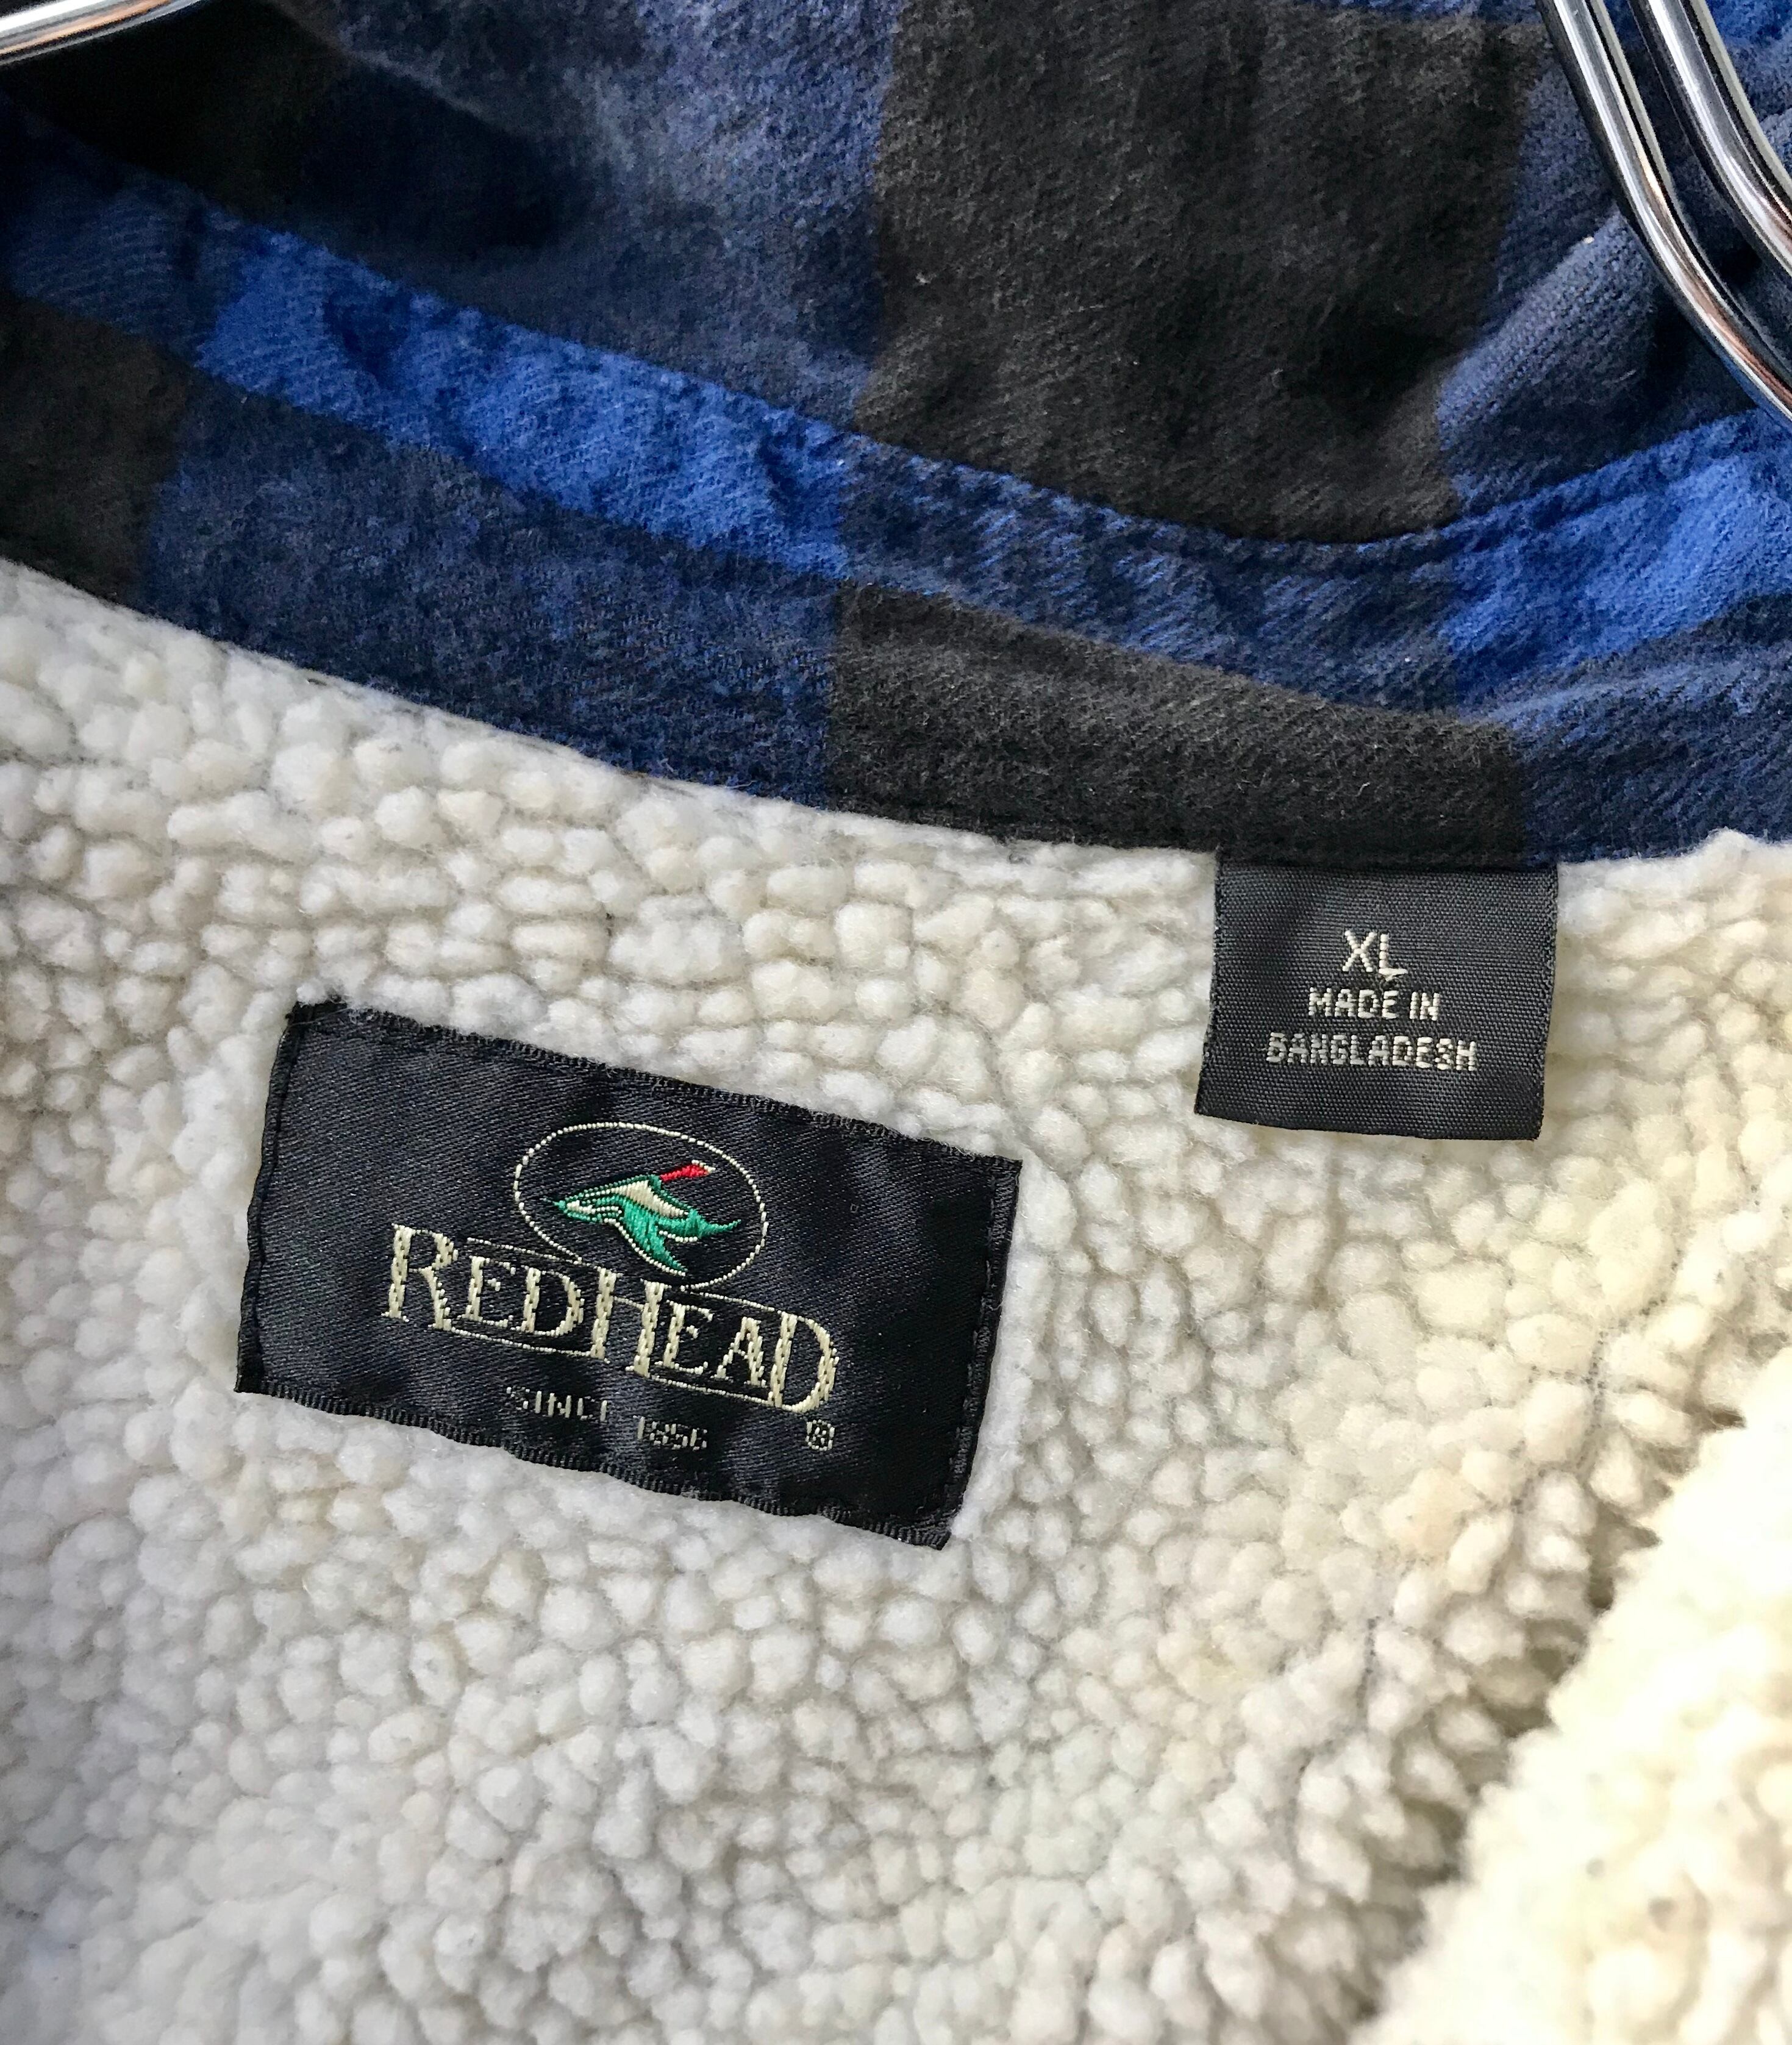 XL
MADE IN
BANGLADESH
REDHEAD
SINCE 1856
®